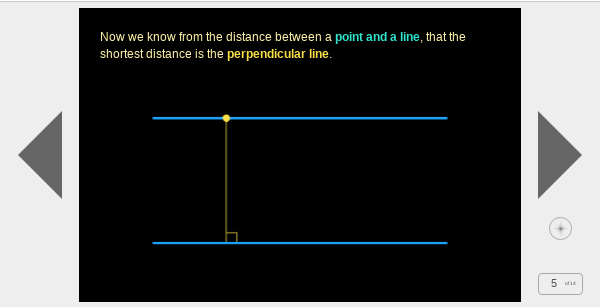 Now we know from the distance between a point and a line, that the
shortest distance is the perpendicular line.
5 of 14